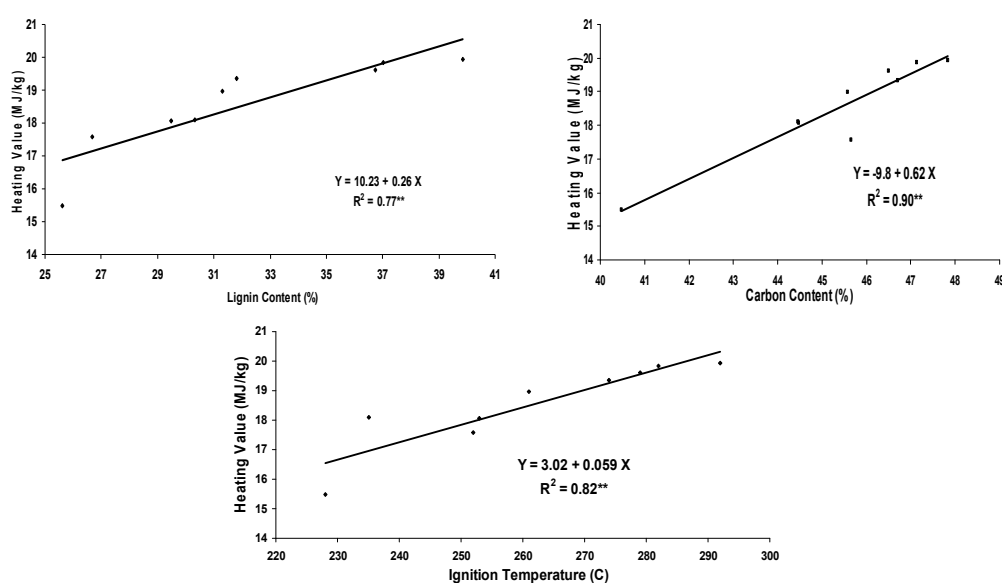 21
20
19
18
17
16
15
14
Heating Value (MJ/kg)
Y = 10.23 + 0.26 X
R² = 0.77**
25 27 29 31 33 35 37 39 41
Lignin Content (%)
21
20
19
18
17
16
15
14
Heating Value (MJ/kg)
Y = -9.8 + 0.62 X
R² = 0.90**
40 41 42 43 44 45 46 47 48 49
Carbon Content (%)
21
20
19
18
17
16
15
14
Heating Value (MJ/kg)
Y = 3.02 + 0.059 X
R² = 0.82**
220 230 240 250 260 270 280 290 300
Ignition Temperature (C)